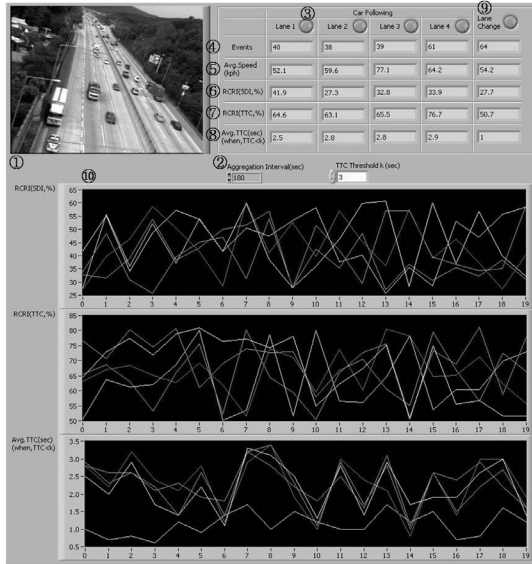 Car Following
③
⑨
Lane 1 Lane 2 Lane 3 Lane 4 Lane Change
④ Events 40 38 39 61 64
⑤ Avg.Speed (kph) 52.1 59.6 77.1 64.2 54.2
⑥ RCRI(SDI,%) 41.9 27.3 32.8 33.9 27.7
⑦ RCRI(TTC,%) 64.6 63.1 65.5 76.7 50.7
⑧ Avg.TTC(sec) (when,TTC<k) 2.5 2.8 2.8 2.9 1
①
⑩
② Aggregation Interval(sec) TTC Threshold k (sec)
180 3
RCRI(SDI,%)
65
60
55
50
45
40
35
30
25
0 1 2 3 4 5 6 7 8 9 10 11 12 13 14 15 16 17 18 19
RCRI(TTC,%)
85
80
75
70
65
60
55
50
0 1 2 3 4 5 6 7 8 9 10 11 12 13 14 15 16 17 18 19
Avg.TTC(sec)
(when,TTC<k)
3.5
3.0
2.5
2.0
1.5
1.0
0.5
0 1 2 3 4 5 6 7 8 9 10 11 12 13 14 15 16 17 18 19